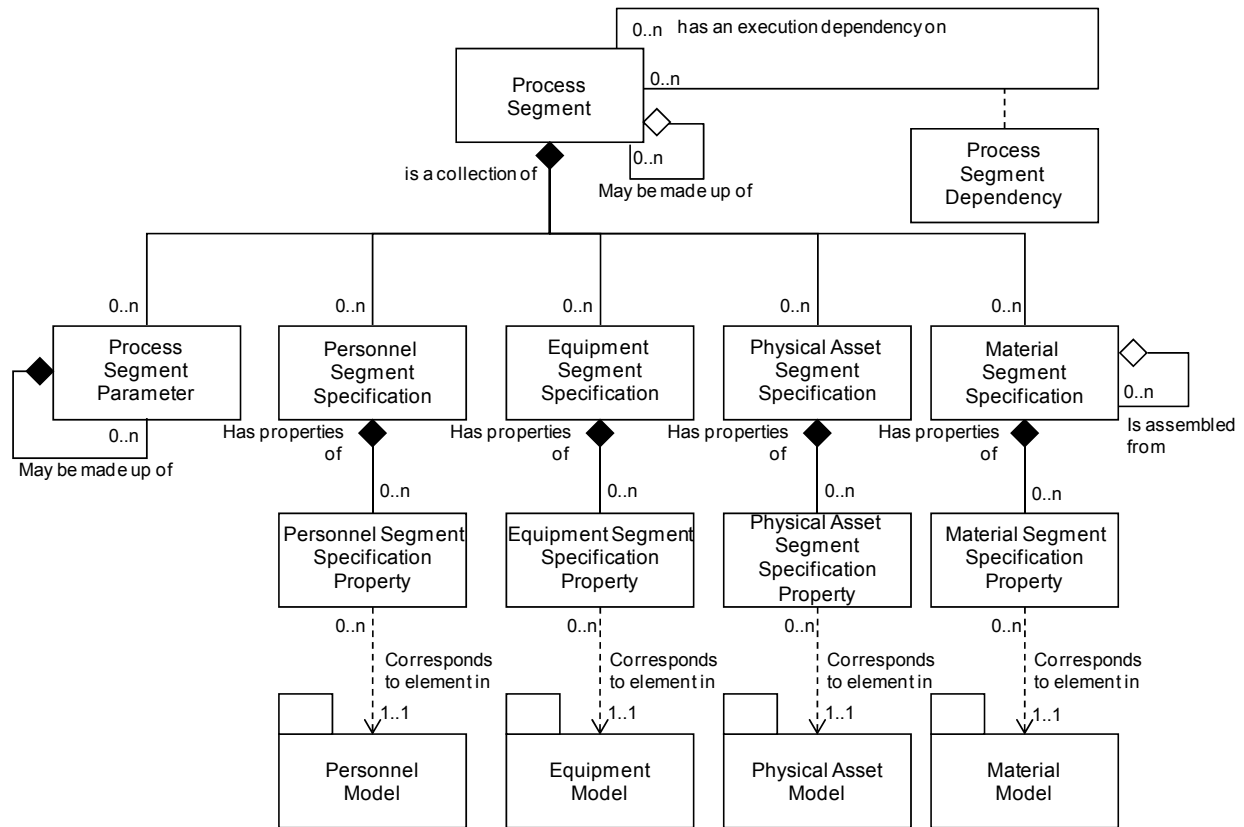 0..n has an execution dependency on
Process
Segment
0..n
0..n
is a collection of
May be made up of
Process
Segment
Dependency
0..n
0..n
0..n
0..n
0..n
Process
Segment
Parameter
Personnel
Segment
Specification
Equipment
Segment
Specification
Physical Asset
Segment
Specification
Material
Segment
Specification
0..n
0..n
May be made up of
Has properties
of
Has properties
of
Has properties
of
Has properties
of
Is assembled
from
0..n
0..n
0..n
0..n
Personnel Segment
Specification
Property
Equipment Segment
Specification
Property
Physical Asset
Segment
Specification
Property
Material Segment
Specification
Property
0..n
0..n
0..n
0..n
Corresponds
to element in
Corresponds
to element in
Corresponds
to element in
Corresponds
to element in
1..1
1..1
1..1
1..1
Personnel
Model
Equipment
Model
Physical Asset
Model
Material
Model